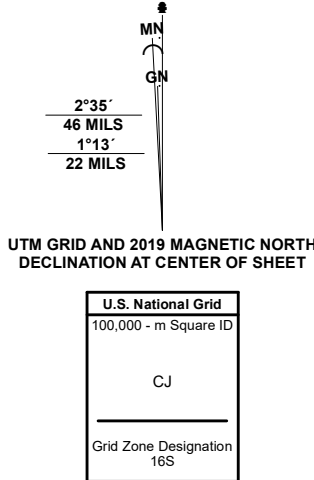 MN
GN
2°35´
46 MILS
1°13´
22 MILS
UTM GRID AND 2019 MAGNETIC NORTH
DECLINATION AT CENTER OF SHEET
U.S. National Grid
100,000 - m Square ID
CJ
Grid Zone Designation
16S